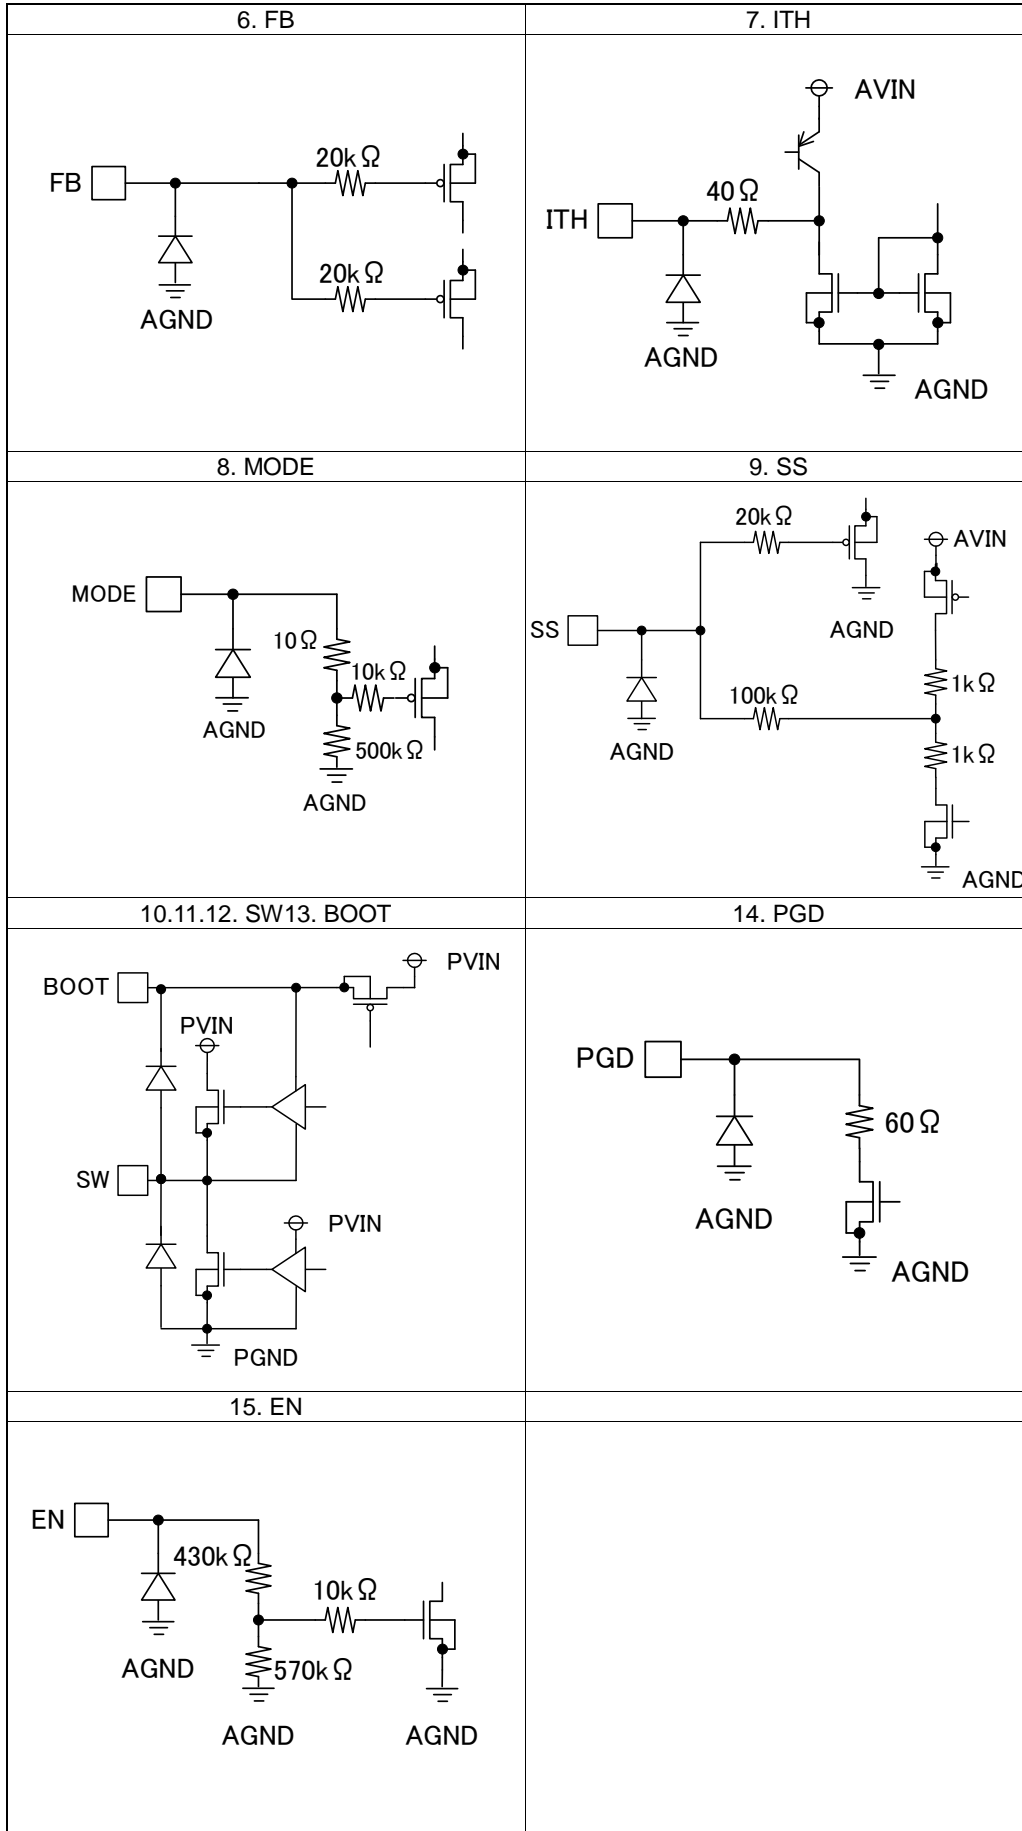 6. FB
7. ITH
FB
20kΩ
20kΩ
AGND
AVIN
ITH
40Ω
AGND
AGND
8. MODE
9. SS
MODE
10Ω
10kΩ
500kΩ
AGND
AGND
SS
20kΩ
AGND
AVIN
100kΩ
1kΩ
1kΩ
AGND
AGND
10.11.12. SW13. BOOT
14. PGD
BOOT
PVIN
PVIN
SW
PVIN
PGND
PGD
60Ω
AGND
AGND
15. EN
EN
430kΩ
10kΩ
570kΩ
AGND
AGND
AGND